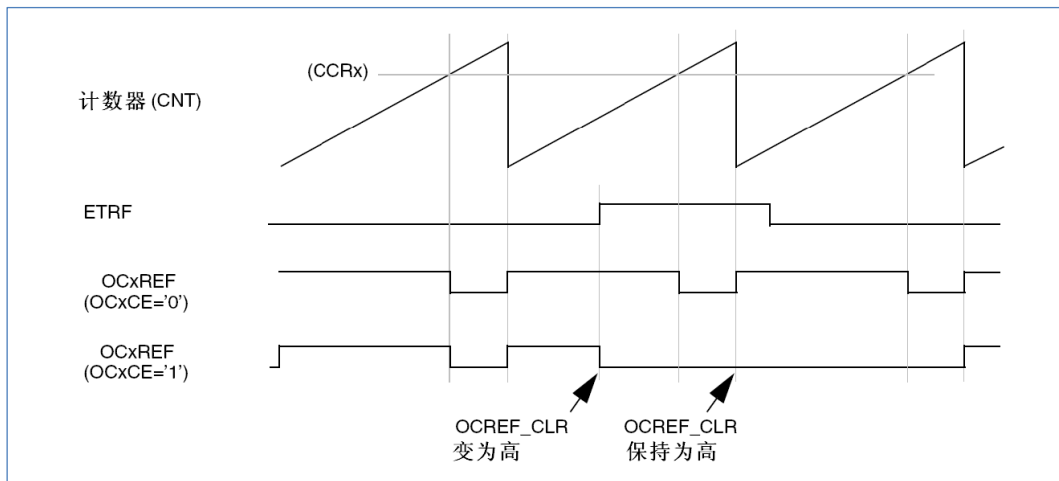 (CCRx)
计数器(CNT)
ETRF
OCxREF
(OCxCE='0')
OCxREF
(OCxCE='1')
OCREF_CLR
变为高
OCREF_CLR
保持为高